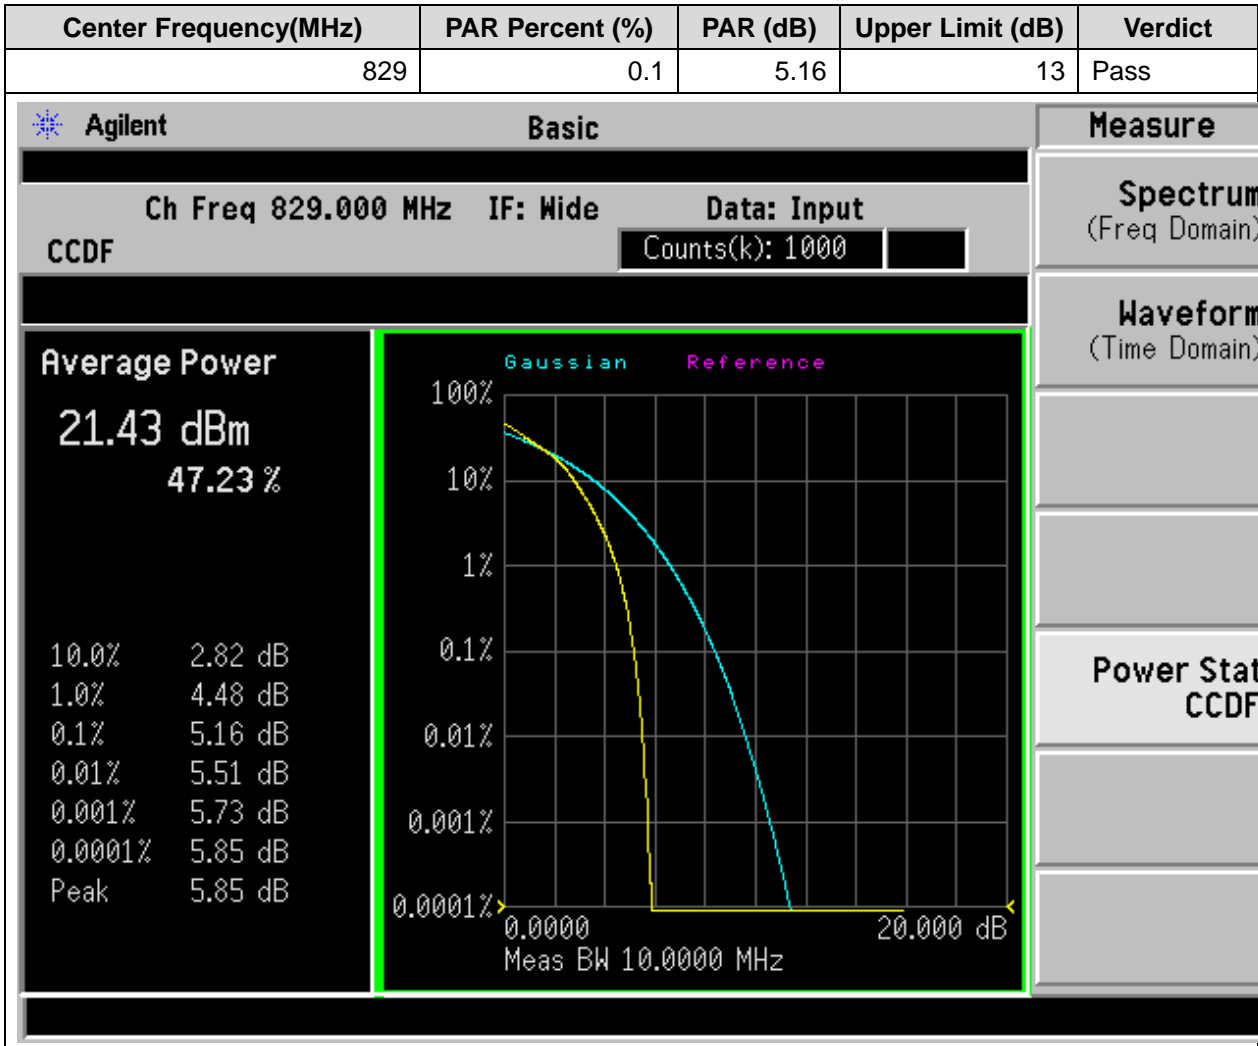 Center Frequency(MHz) PAR Percent (%) PAR (dB) Upper Limit (dB) Verdict
829 0.1 5.16 13 Pass
Agilent Basic Measure
Ch Freq 829.000 MHz IF: Wide Data: Input
CCDF Counts(k): 1000
Spectrum
(Freq Domain)
Waveform
(Time Domain)
Power Stat
CCDF
Average Power
21.43 dBm
47.23 %
10.0% 2.82 dB
1.0% 4.48 dB
0.1% 5.16 dB
0.01% 5.51 dB
0.001% 5.73 dB
0.0001% 5.85 dB
Peak 5.85 dB
Gaussian Reference
100%
10%
1%
0.1%
0.01%
0.001%
0.0001%
0.0000 20.000 dB
Meas BW 10.0000 MHz